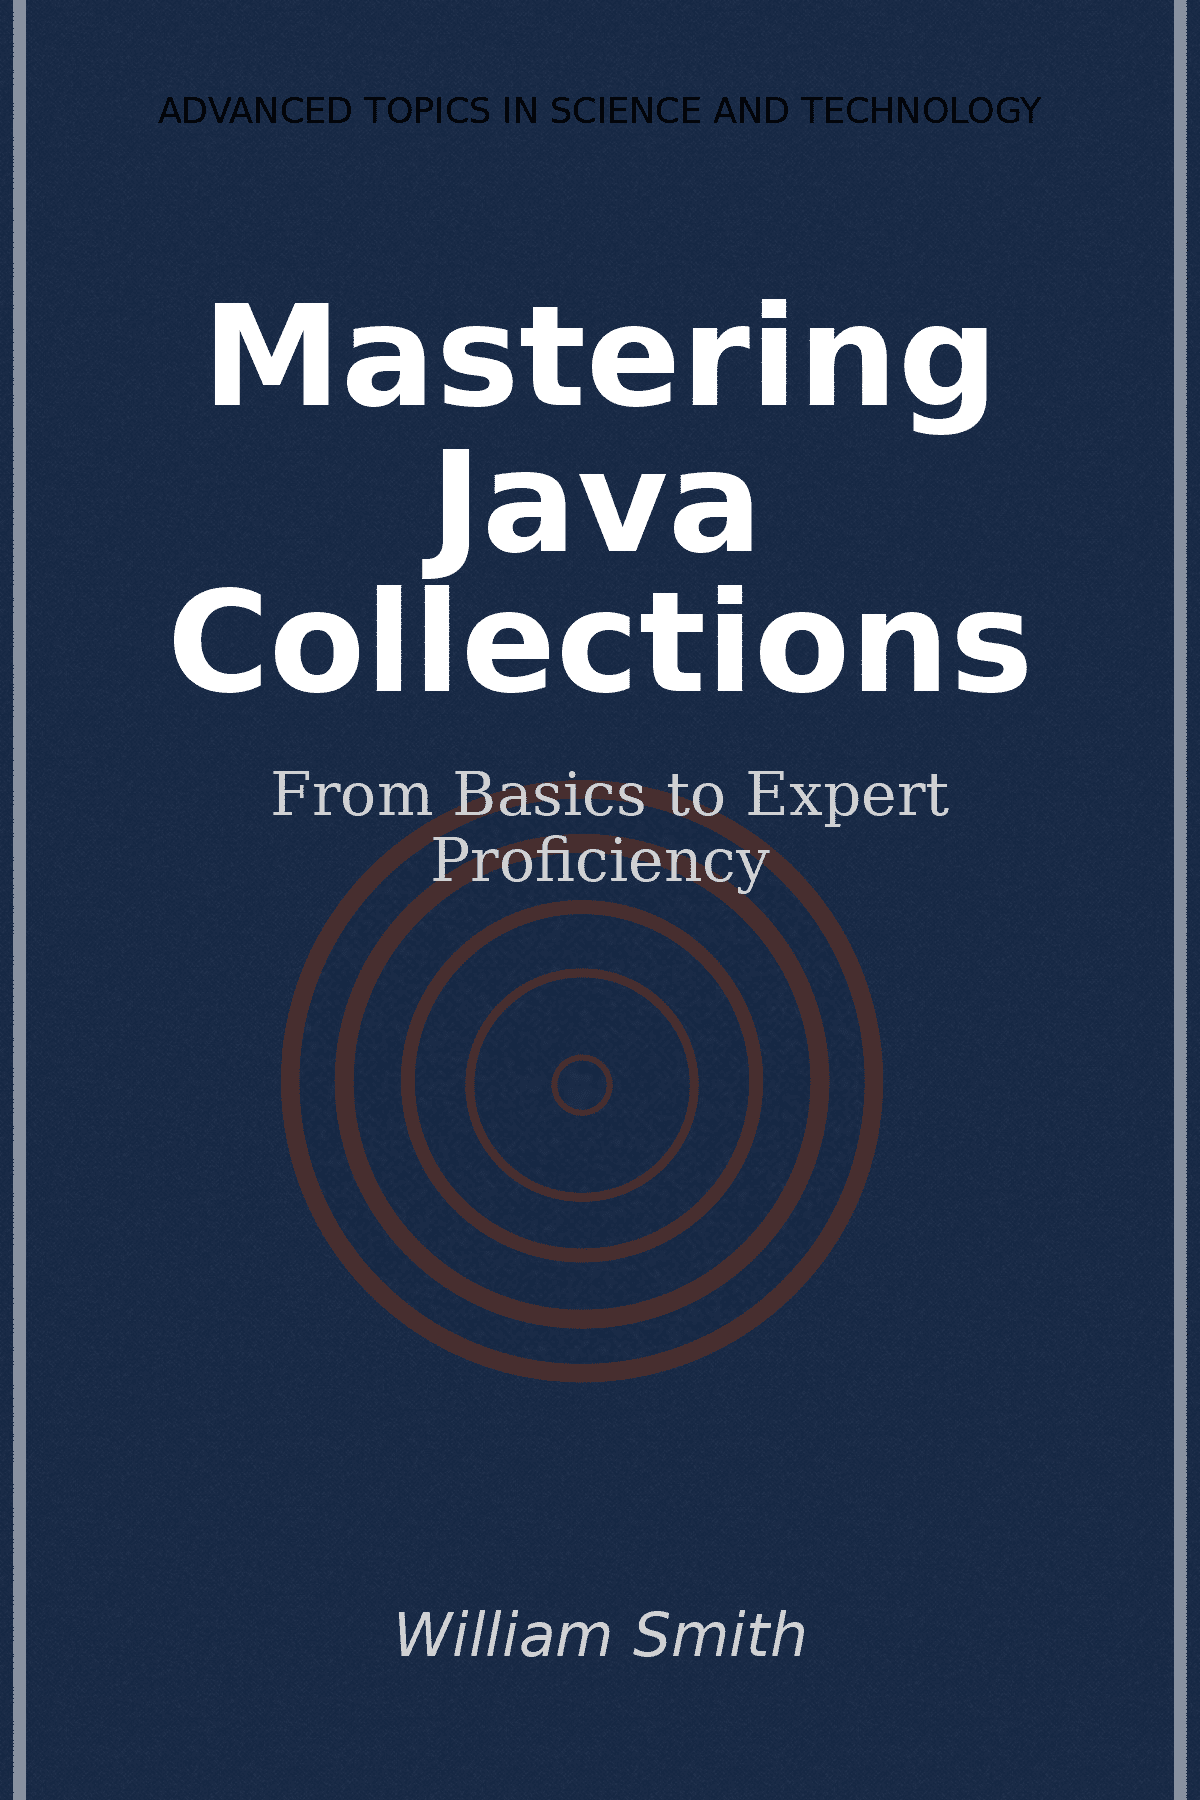 ADVANCED TOPICS IN SCIENCE AND TECHNOLOGY
Mastering
Java
Collections
From Basics to Expert
Proficiency
William Smith